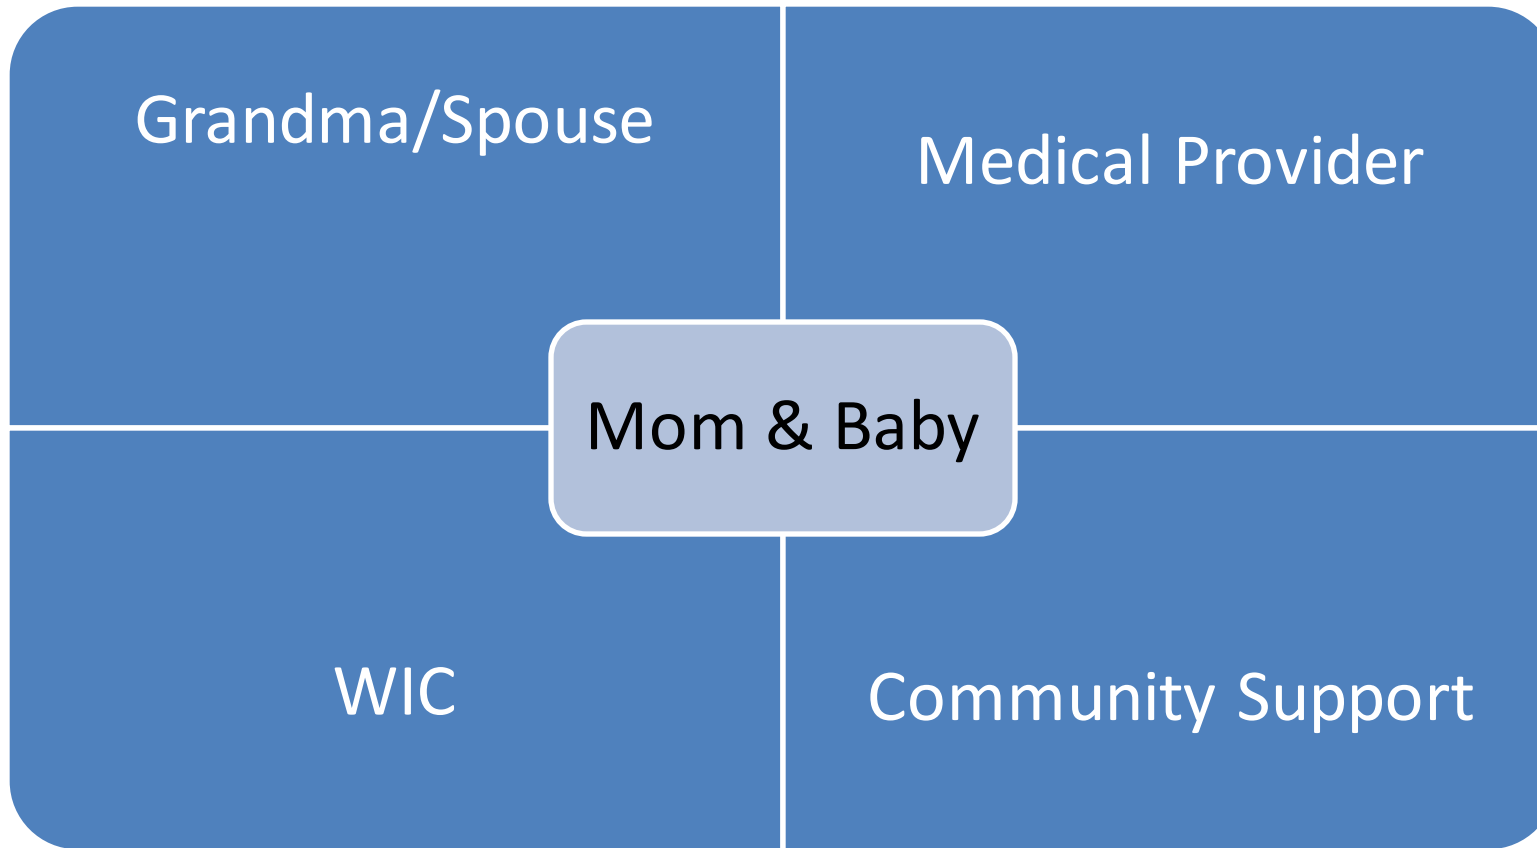 Grandma/Spouse
Medical Provider
Mom & Baby
WIC
Community Support